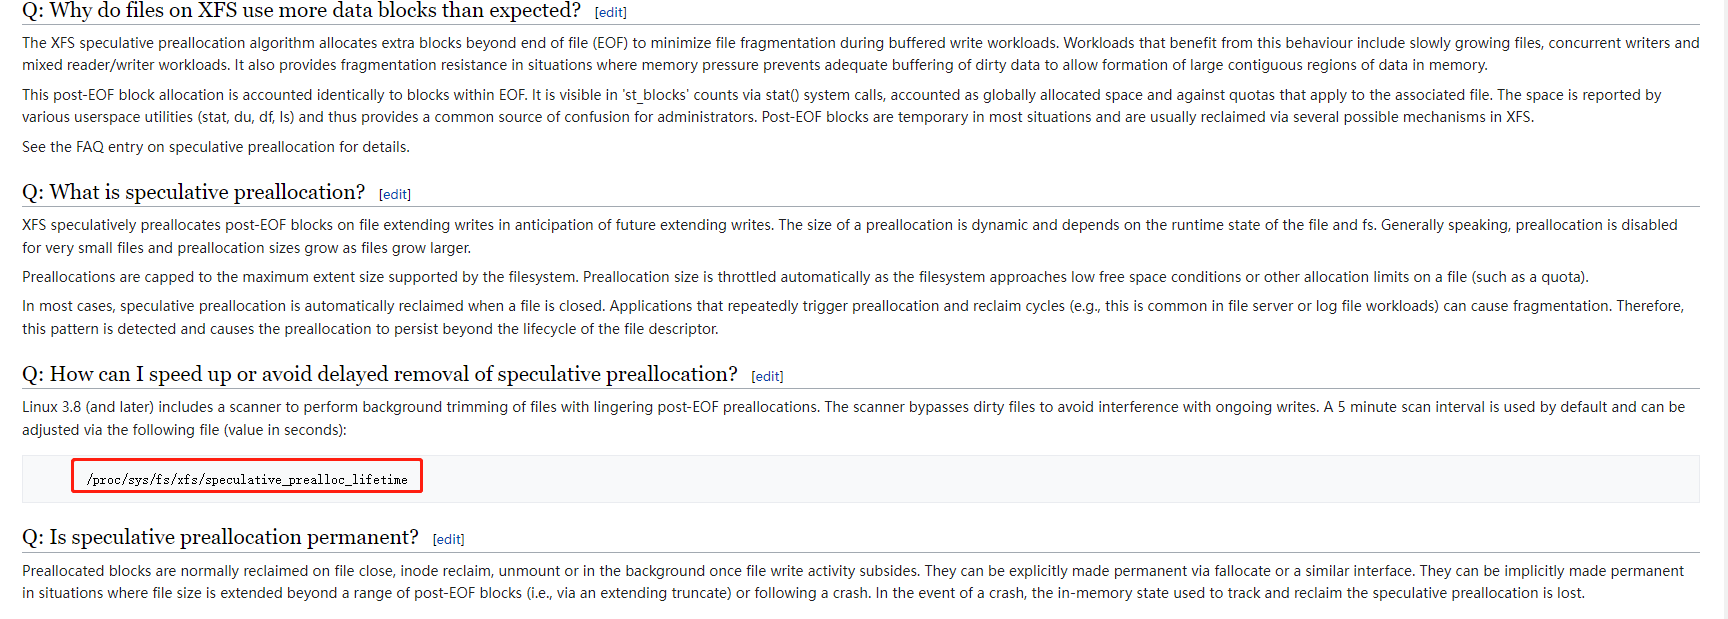 Q: Why do files on XFS use more data blocks than expected? [edit]
The XFS speculative preallocation algorithm allocates extra blocks beyond end of file (EOF) to minimize file fragmentation during buffered write workloads. Workloads that benefit from this behaviour include slowly growing files, concurrent writers and
mixed reader/writer workloads. It also provides fragmentation resistance in situations where memory pressure prevents adequate buffering of dirty data to allow formation of large contiguous regions of data in memory.
This post-EOF block allocation is accounted identically to blocks within EOF. It is visible in 'st_blocks' counts via stat() system calls, accounted as globally allocated space and against quotas that apply to the associated file. The space is reported by
various userspace utilities (stat, du, df, ls) and thus provides a common source of confusion for administrators. Post-EOF blocks are temporary in most situations and are usually reclaimed via several possible mechanisms in XFS.
See the FAQ entry on speculative preallocation for details.
Q: What is speculative preallocation? [edit]
XFS speculatively preallocates post-EOF blocks on file extending writes in anticipation of future extending writes. The size of a preallocation is dynamic and depends on the runtime state of the file and fs. Generally speaking, preallocation is disabled
for very small files and preallocation sizes grow as files grow larger.
Preallocations are capped to the maximum extent size supported by the filesystem. Preallocation size is throttled automatically as the filesystem approaches low free space conditions or other allocation limits on a file (such as a quota).
In most cases, speculative preallocation is automatically reclaimed when a file is closed. Applications that repeatedly trigger preallocation and reclaim cycles (e.g., this is common in file server or log file workloads) can cause fragmentation. Therefore,
this pattern is detected and causes the preallocation to persist beyond the lifecycle of the file descriptor.
Q: How can I speed up or avoid delayed removal of speculative preallocation? [edit]
Linux 3.8 (and later) includes a scanner to perform background trimming of files with lingering post-EOF preallocations. The scanner bypasses dirty files to avoid interference with ongoing writes. A 5 minute scan interval is used by default and can be
adjusted via the following file (value in seconds):
/proc/sys/fs/xfs/speculative_prealloc_lifetime
Q: Is speculative preallocation permanent? [edit]
Preallocated blocks are normally reclaimed on file close, inode reclaim, unmount or in the background once file write activity subsides. They can be explicitly made permanent via fallocate or a similar interface. They can be implicitly made permanent
in situations where file size is extended beyond a range of post-EOF blocks (i.e., via an extending truncate) or following a crash. In the event of a crash, the in-memory state used to track and reclaim the speculative preallocation is lost.